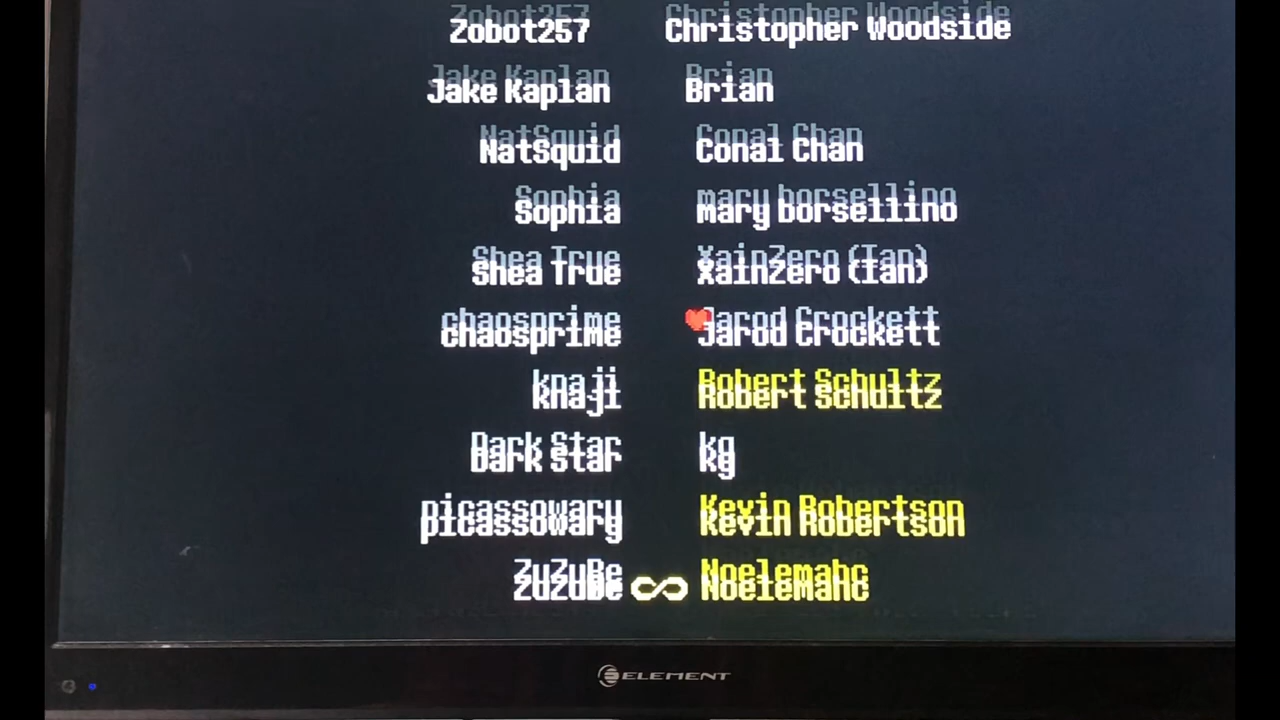 Zobot257 Christopher Woodside
Jake Kaplan Brian
NatSquid Conal Chan
Sophia mary borsellino
Shea True XainZero (Ian)
chaosprime Jarod Crockett
knaji Robert Schultz
Dark Star kg
picassowary Kevin Robertson
ZuZuBe ∞ Noelemahc
ELEMENT